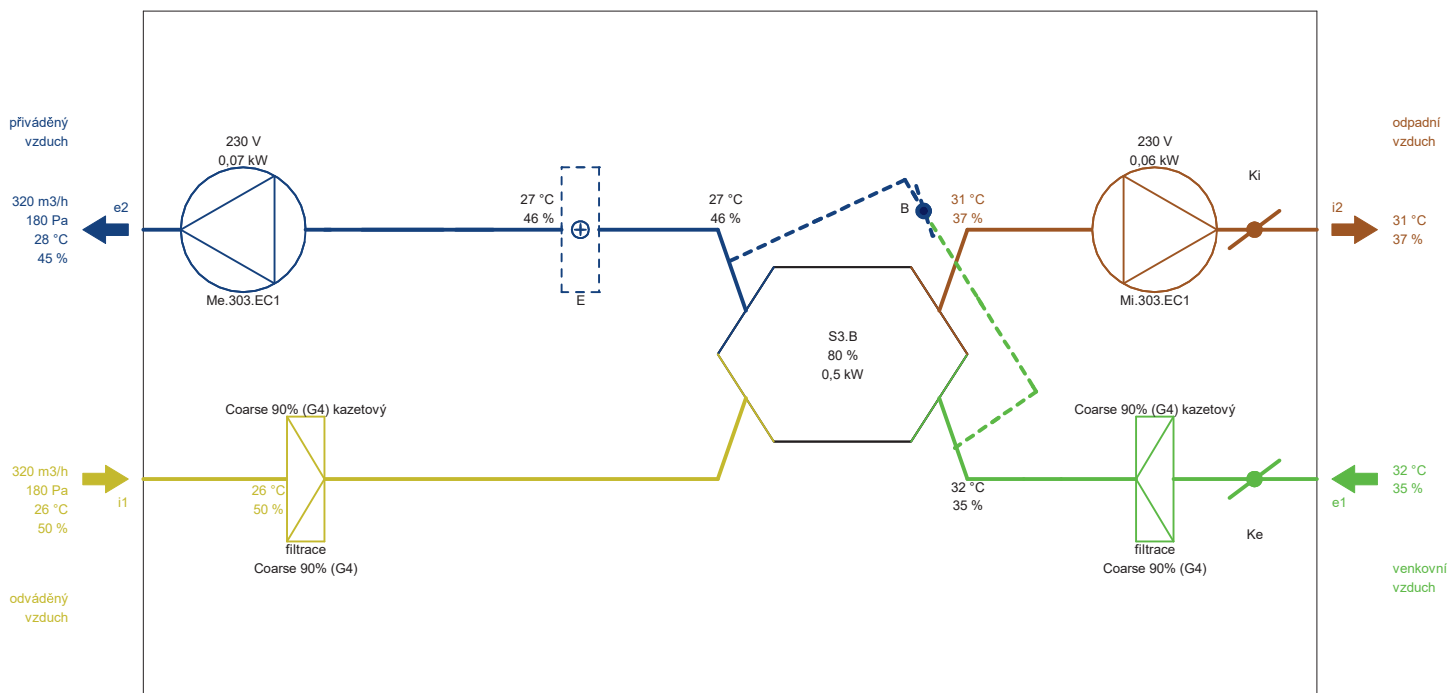 přiváděný
vzduch
320 m3/h
180 Pa
28 °C
45 %
e2
230 V
0,07 kW
Me.303.EC1
27 °C
46 %
E
27 °C
46 %
B
31 °C
37 %
230 V
0,06 kW
Mi.303.EC1
Ki
i2
odpadní
vzduch
31 °C
37 %
S3.B
80 %
0,5 kW
320 m3/h
180 Pa
26 °C
50 %
i1
Coarse 90% (G4) kazetový
26 °C
50 %
filtrace
Coarse 90% (G4)
odváděný
vzduch
32 °C
35 %
Coarse 90% (G4) kazetový
filtrace
Coarse 90% (G4)
Ke
e1
32 °C
35 %
venkovní
vzduch